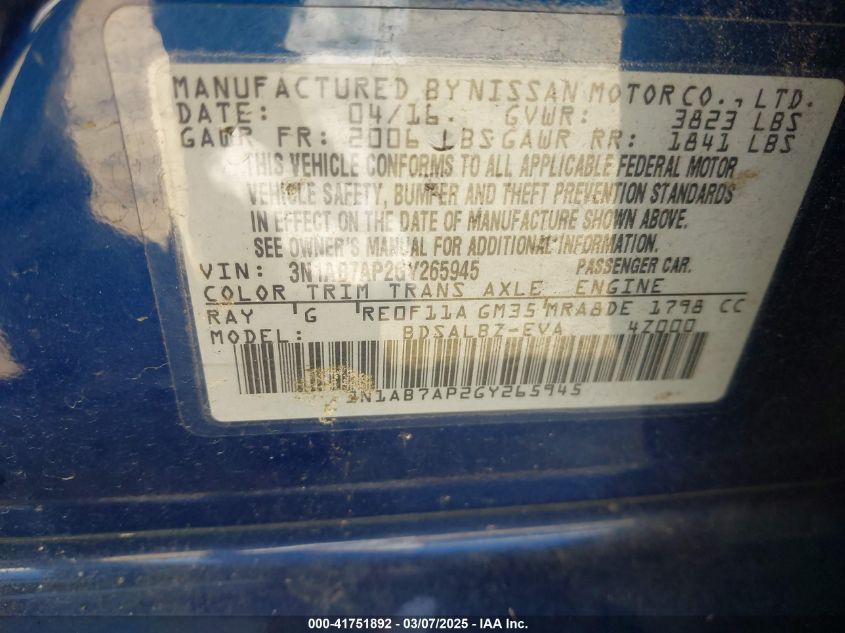 MANUFACTURED BY NISSAN MOTOR CO., LTD.
DATE: 04/16. GVWR: 3823 LBS
GAWR FR: 2006 LBS GAWR RR: 1841 LBS
THIS VEHICLE CONFORMS TO ALL APPLICABLE FEDERAL MOTOR
VEHICLE SAFETY, BUMPER AND THEFT PREVENTION STANDARDS
IN EFFECT ON THE DATE OF MANUFACTURE SHOWN ABOVE.
SEE OWNER'S MANUAL FOR ADDITIONAL INFORMATION.
VIN: 3N1AB7AP2GY265945 PASSENGER CAR.
COLOR TRIM TRANS AXLE ENGINE
RAY G RE0F11A GM35 MRA8DE 1798 CC
MODEL: BDSALBZ-EVA 4Z000
3N1AB7AP2GY265945
000-41751892 - 03/07/2025 - IAA Inc.